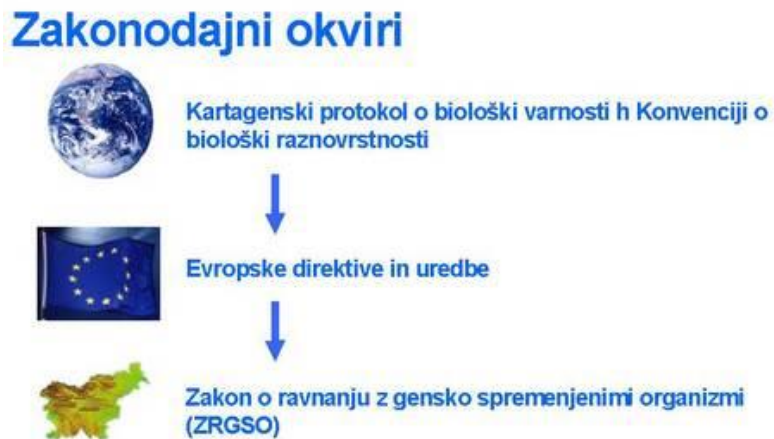 Zakonodajni okviri
Kartagenski protokol o biološki varnosti h Konvenciji o
biološki raznovrstnosti
Evropske direktive in uredbe
Zakon o ravnanju z gensko spremenjenimi organizmi
(ZRGSO)